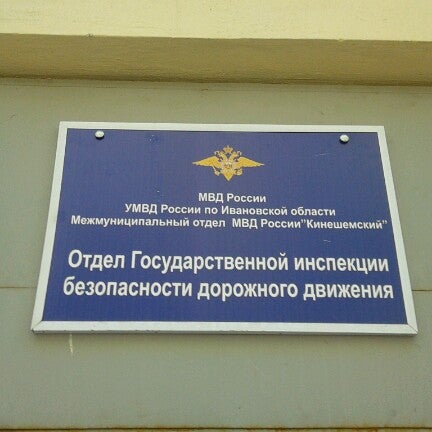 МВД России
УМВД России по Ивановской области
Межмуниципальный отдел МВД России"Кинешемский"
Отдел Государственной инспекции
безопасности дорожного движения